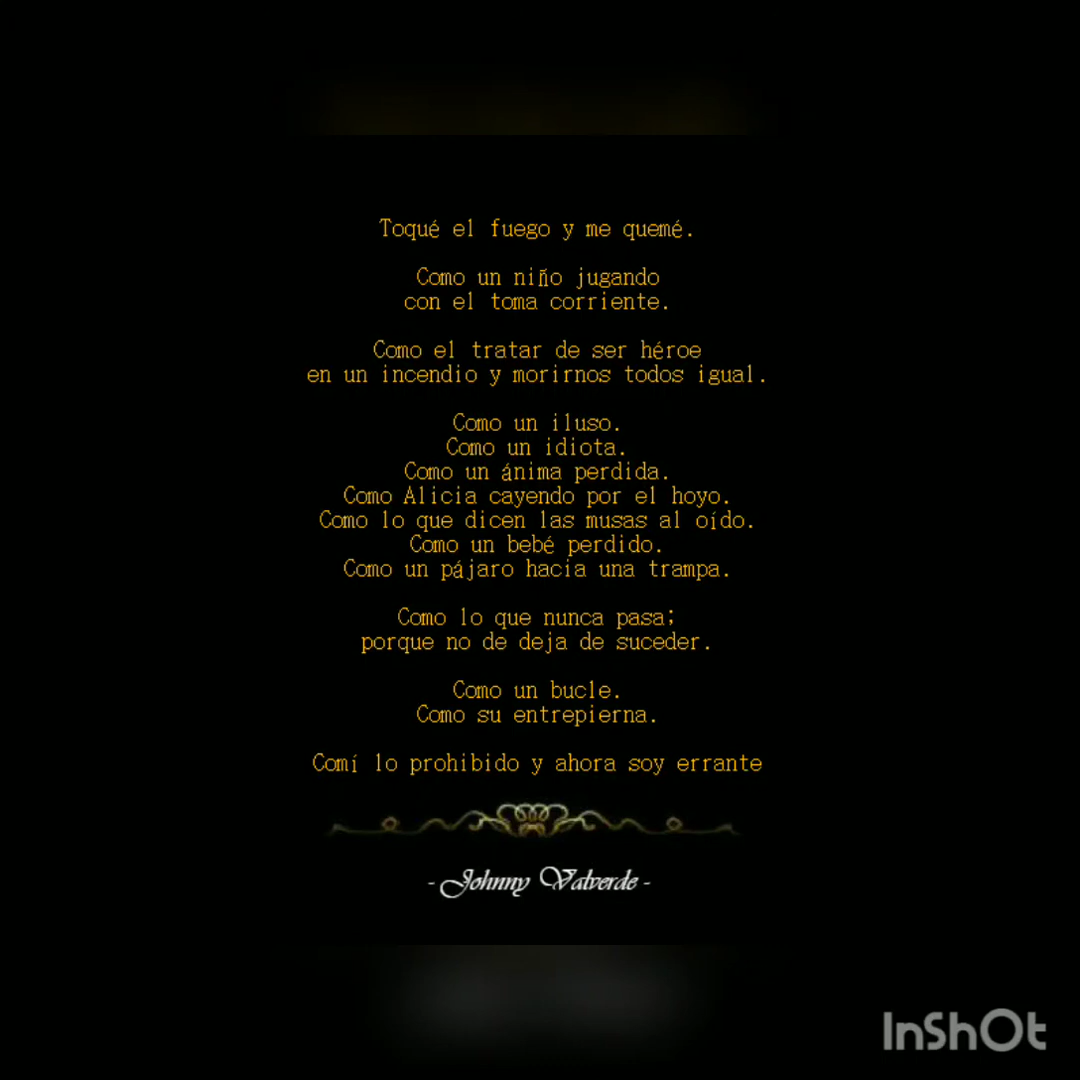 Toqué el fuego y me quemé.
Como un niño jugando
con el toma corriente.
Como el tratar de ser héroe
en un incendio y morirnos todos igual.
Como un iluso.
Como un idiota.
Como un ánima perdida.
Como Alicia cayendo por el hoyo.
Como lo que dicen las musas al oído.
Como un bebé perdido.
Como un pájaro hacia una trampa.
Como lo que nunca pasa;
porque no de deja de suceder.
Como un bucle.
Como su entrepierna.
Comí lo prohibido y ahora soy errante
- Johnny Valverde -
InShOt